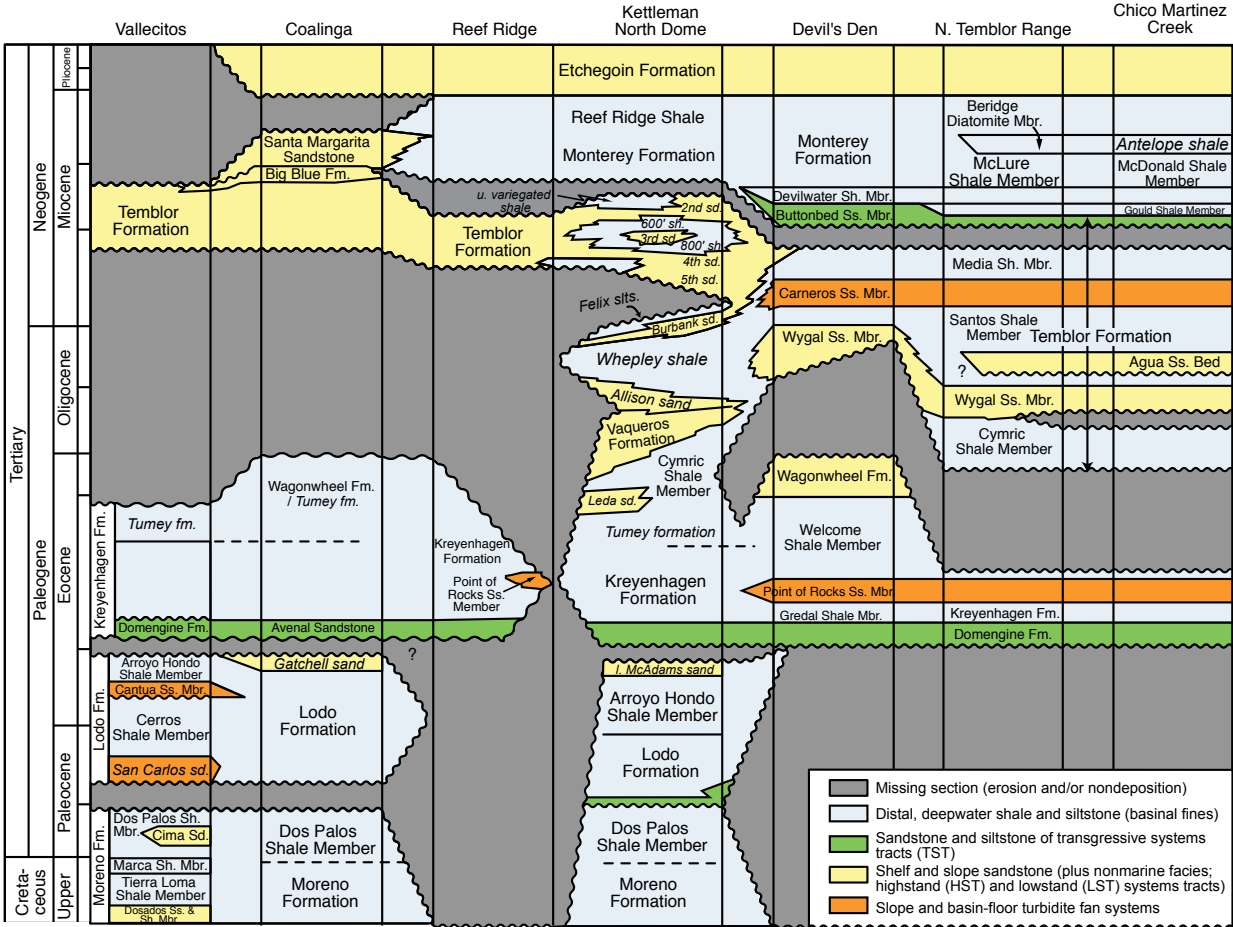 Vallecitos
Coalinga
Reef Ridge
Kettleman
North Dome
Devil's Den
N. Temblor Range
Chico Martinez
Creek
Tertiary
Creta-
ceous
Neogene
Paleogene
Upper
Pliocene
Miocene
Oligocene
Eocene
Paleocene
Etchegoin Formation
Reef Ridge Shale
Monterey Formation
Santa Margarita
Sandstone
Big Blue Fm.
Temblor
Formation
Temblor
Formation
u. variegated
shale
2nd sd.
600' sh.
3rd sd.
800' sh.
4th sd.
5th sd.
Felix slts.
Burbank sd.
Whepley shale
Allison sand
Vaqueros
Formation
Cymric
Shale
Member
Leda sd.
Tumey formation
Kreyenhagen
Formation
Monterey
Formation
Devilwater Sh. Mbr.
Buttonbed Ss. Mbr.
Beridge
Diatomite Mbr.
Antelope shale
McLure
Shale Member
McDonald Shale
Member
Gould Shale Member
Media Sh. Mbr.
Carneros Ss. Mbr.
Santos Shale
Member
Temblor Formation
?
Agua Ss. Bed
Wygal Ss. Mbr.
Wygal Ss. Mbr.
Cymric
Shale Member
Wagonwheel Fm.
Welcome
Shale Member
Point of Rocks Ss. Mbr
Gredal Shale Mbr.
Kreyenhagen Fm.
Domengine Fm.
Wagonwheel Fm.
/ Tumey fm.
Kreyenhagen
Formation
Point of
Rocks Ss.
Member
Kreyenhagen Fm.
Tumey fm.
Domengine Fm.
Avenal Sandstone
?
Lodo Fm.
Arroyo Hondo
Shale Member
Cantua Ss. Mbr.
Cerros
Shale Member
San Carlos sd.
Gatchell sand
Lodo
Formation
l. McAdams sand
Arroyo Hondo
Shale Member
Lodo
Formation
Moreno Fm.
Dos Palos Sh.
Mbr.
Cima Sd.
Marca Sh. Mbr.
Tierra Loma
Shale Member
Dosados Ss. &
Sh. Mbr.
Dos Palos
Shale Member
Moreno
Formation
Dos Palos
Shale Member
Moreno
Formation
Missing section (erosion and/or nondeposition)
Distal, deepwater shale and siltstone (basinal fines)
Sandstone and siltstone of transgressive systems
tracts (TST)
Shelf and slope sandstone (plus nonmarine facies;
highstand (HST) and lowstand (LST) systems tracts)
Slope and basin-floor turbidite fan systems